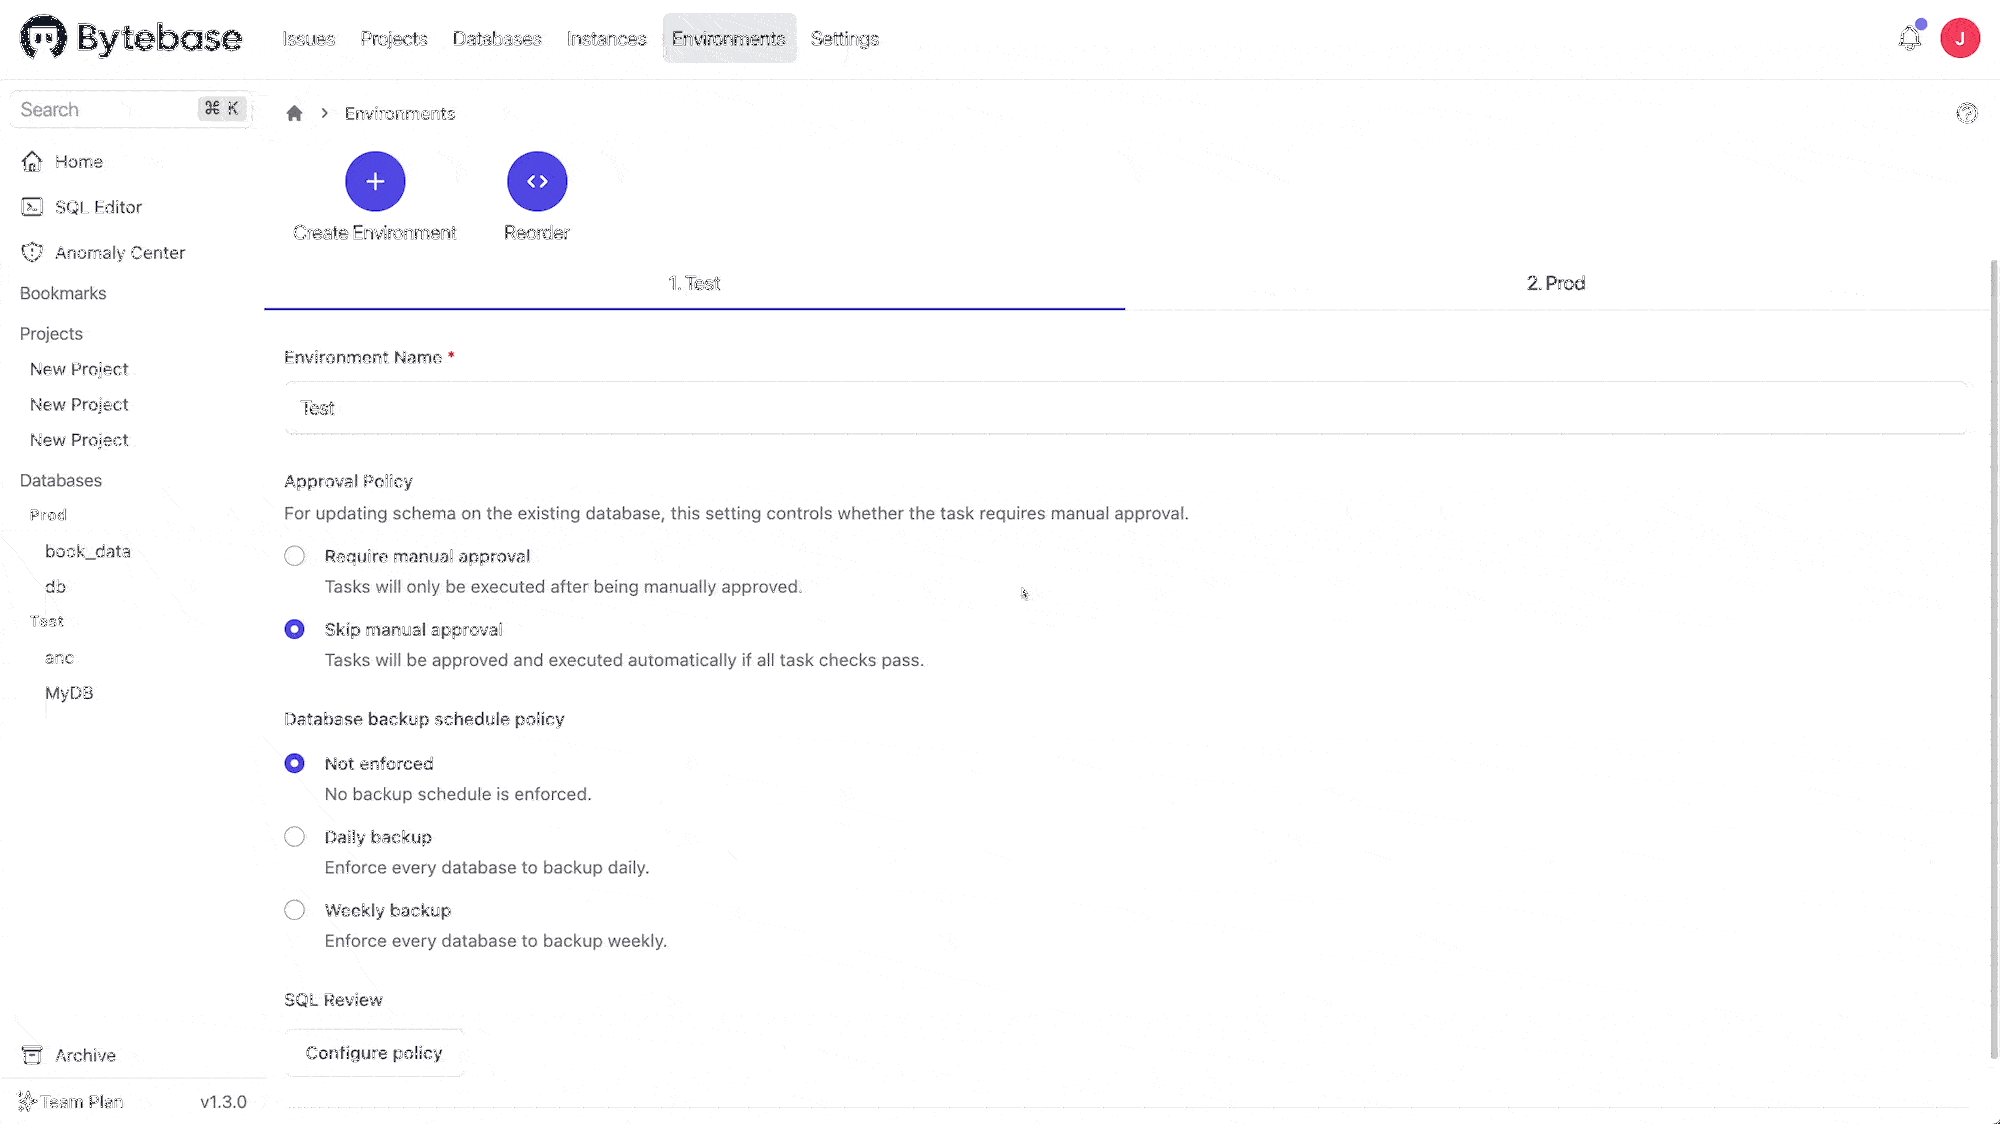 Bytebase
Issues Projects Databases Instances Environments Settings
J
Search ⌘ K
Home
SQL Editor
Anomaly Center
Bookmarks
Projects
New Project
New Project
New Project
Databases
Prod
book_data
db
Test
anc
MyDB
Archive
Team Plan v1.3.0
Environments
Create Environment Reorder
1. Test 2. Prod
Environment Name *
Test
Approval Policy
For updating schema on the existing database, this setting controls whether the task requires manual approval.
Require manual approval
Tasks will only be executed after being manually approved.
Skip manual approval
Tasks will be approved and executed automatically if all task checks pass.
Database backup schedule policy
Not enforced
No backup schedule is enforced.
Daily backup
Enforce every database to backup daily.
Weekly backup
Enforce every database to backup weekly.
SQL Review
Configure policy